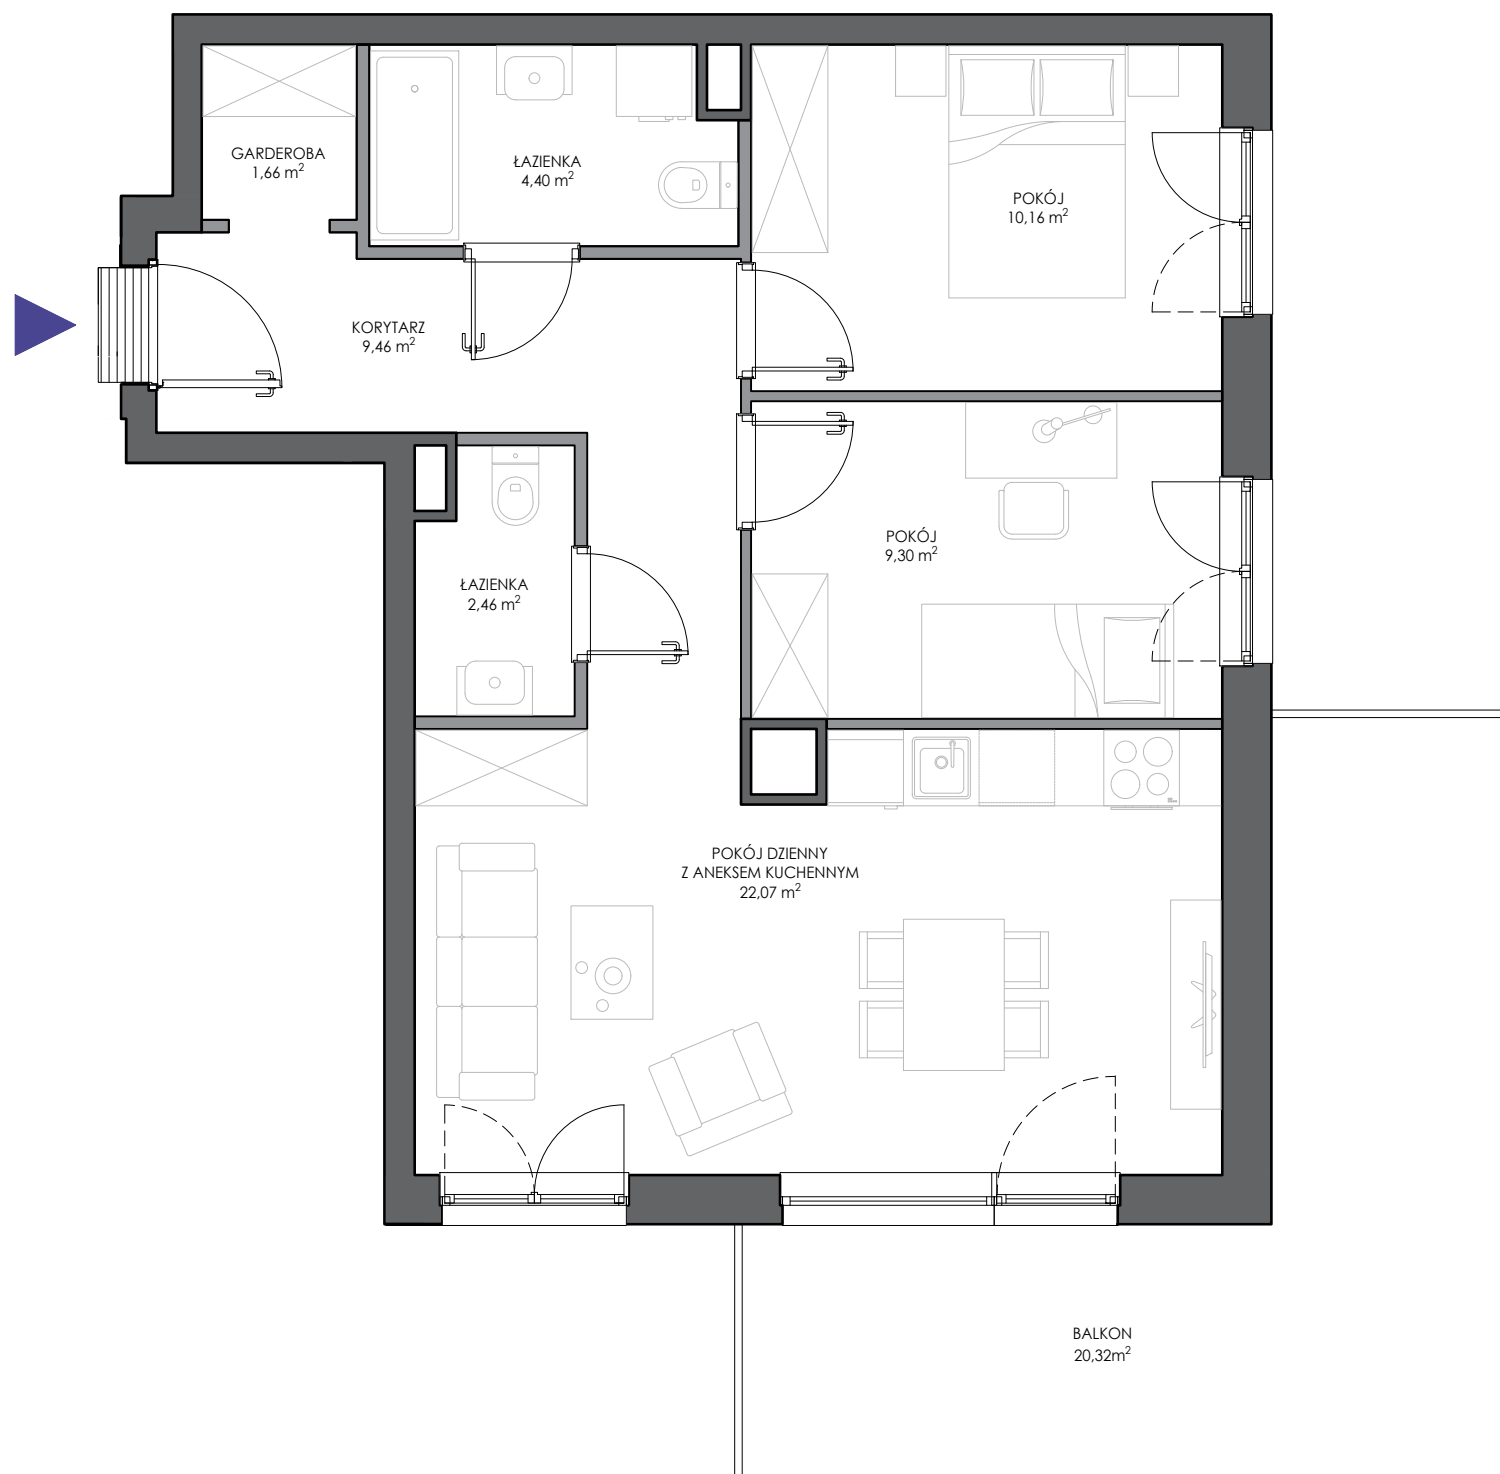 GARDEROBA
1,66 m²
ŁAZIENKA
4,40 m²
POKÓJ
10,16 m²
KORYTARZ
9,46 m²
POKÓJ
9,30 m²
ŁAZIENKA
2,46 m²
POKÓJ DZIENNY
Z ANEKSEM KUCHENNYM
22,07 m²
BALKON
20,32m²